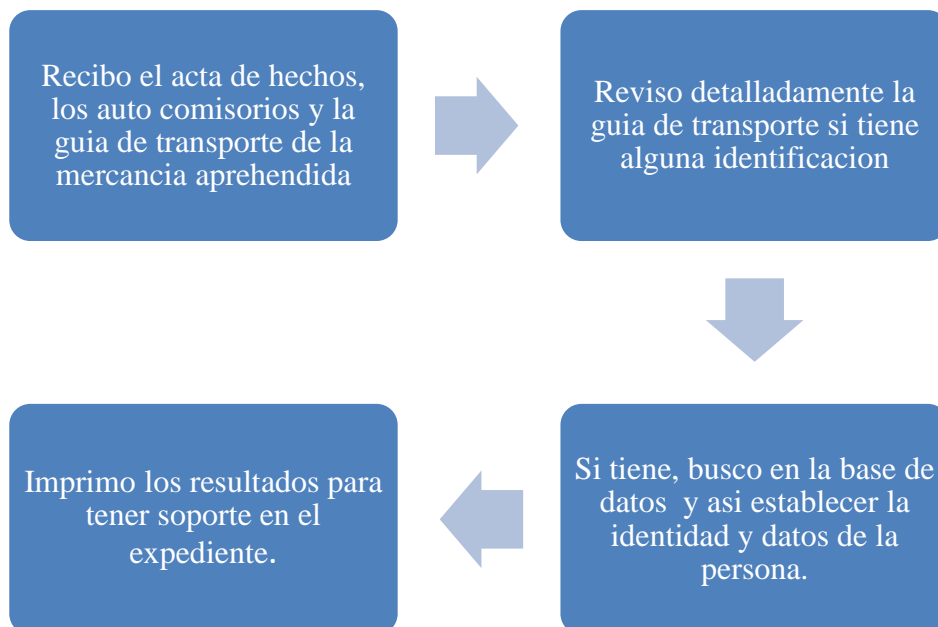 Recibo el acta de hechos,
los auto comisorios y la
guia de transporte de la
mercancia aprehendida
Reviso detalladamente la
guia de transporte si tiene
alguna identificacion
Si tiene, busco en la base de
datos  y asi establecer la
identidad y datos de la
persona.
Imprimo los resultados para
tener soporte en el
expediente.